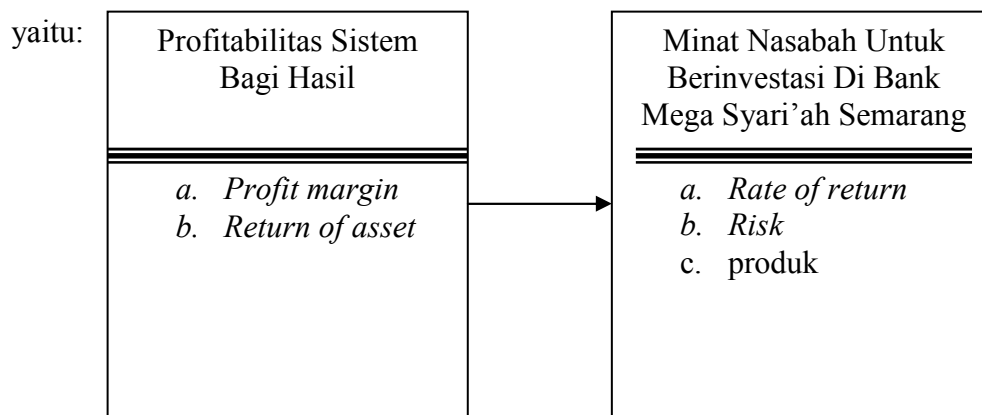 yaitu:
Profitabilitas Sistem
Bagi Hasil
a. Profit margin
b. Return of asset
Minat Nasabah Untuk
Berinvestasi Di Bank
Mega Syari’ah Semarang
a. Rate of return
b. Risk
c. produk